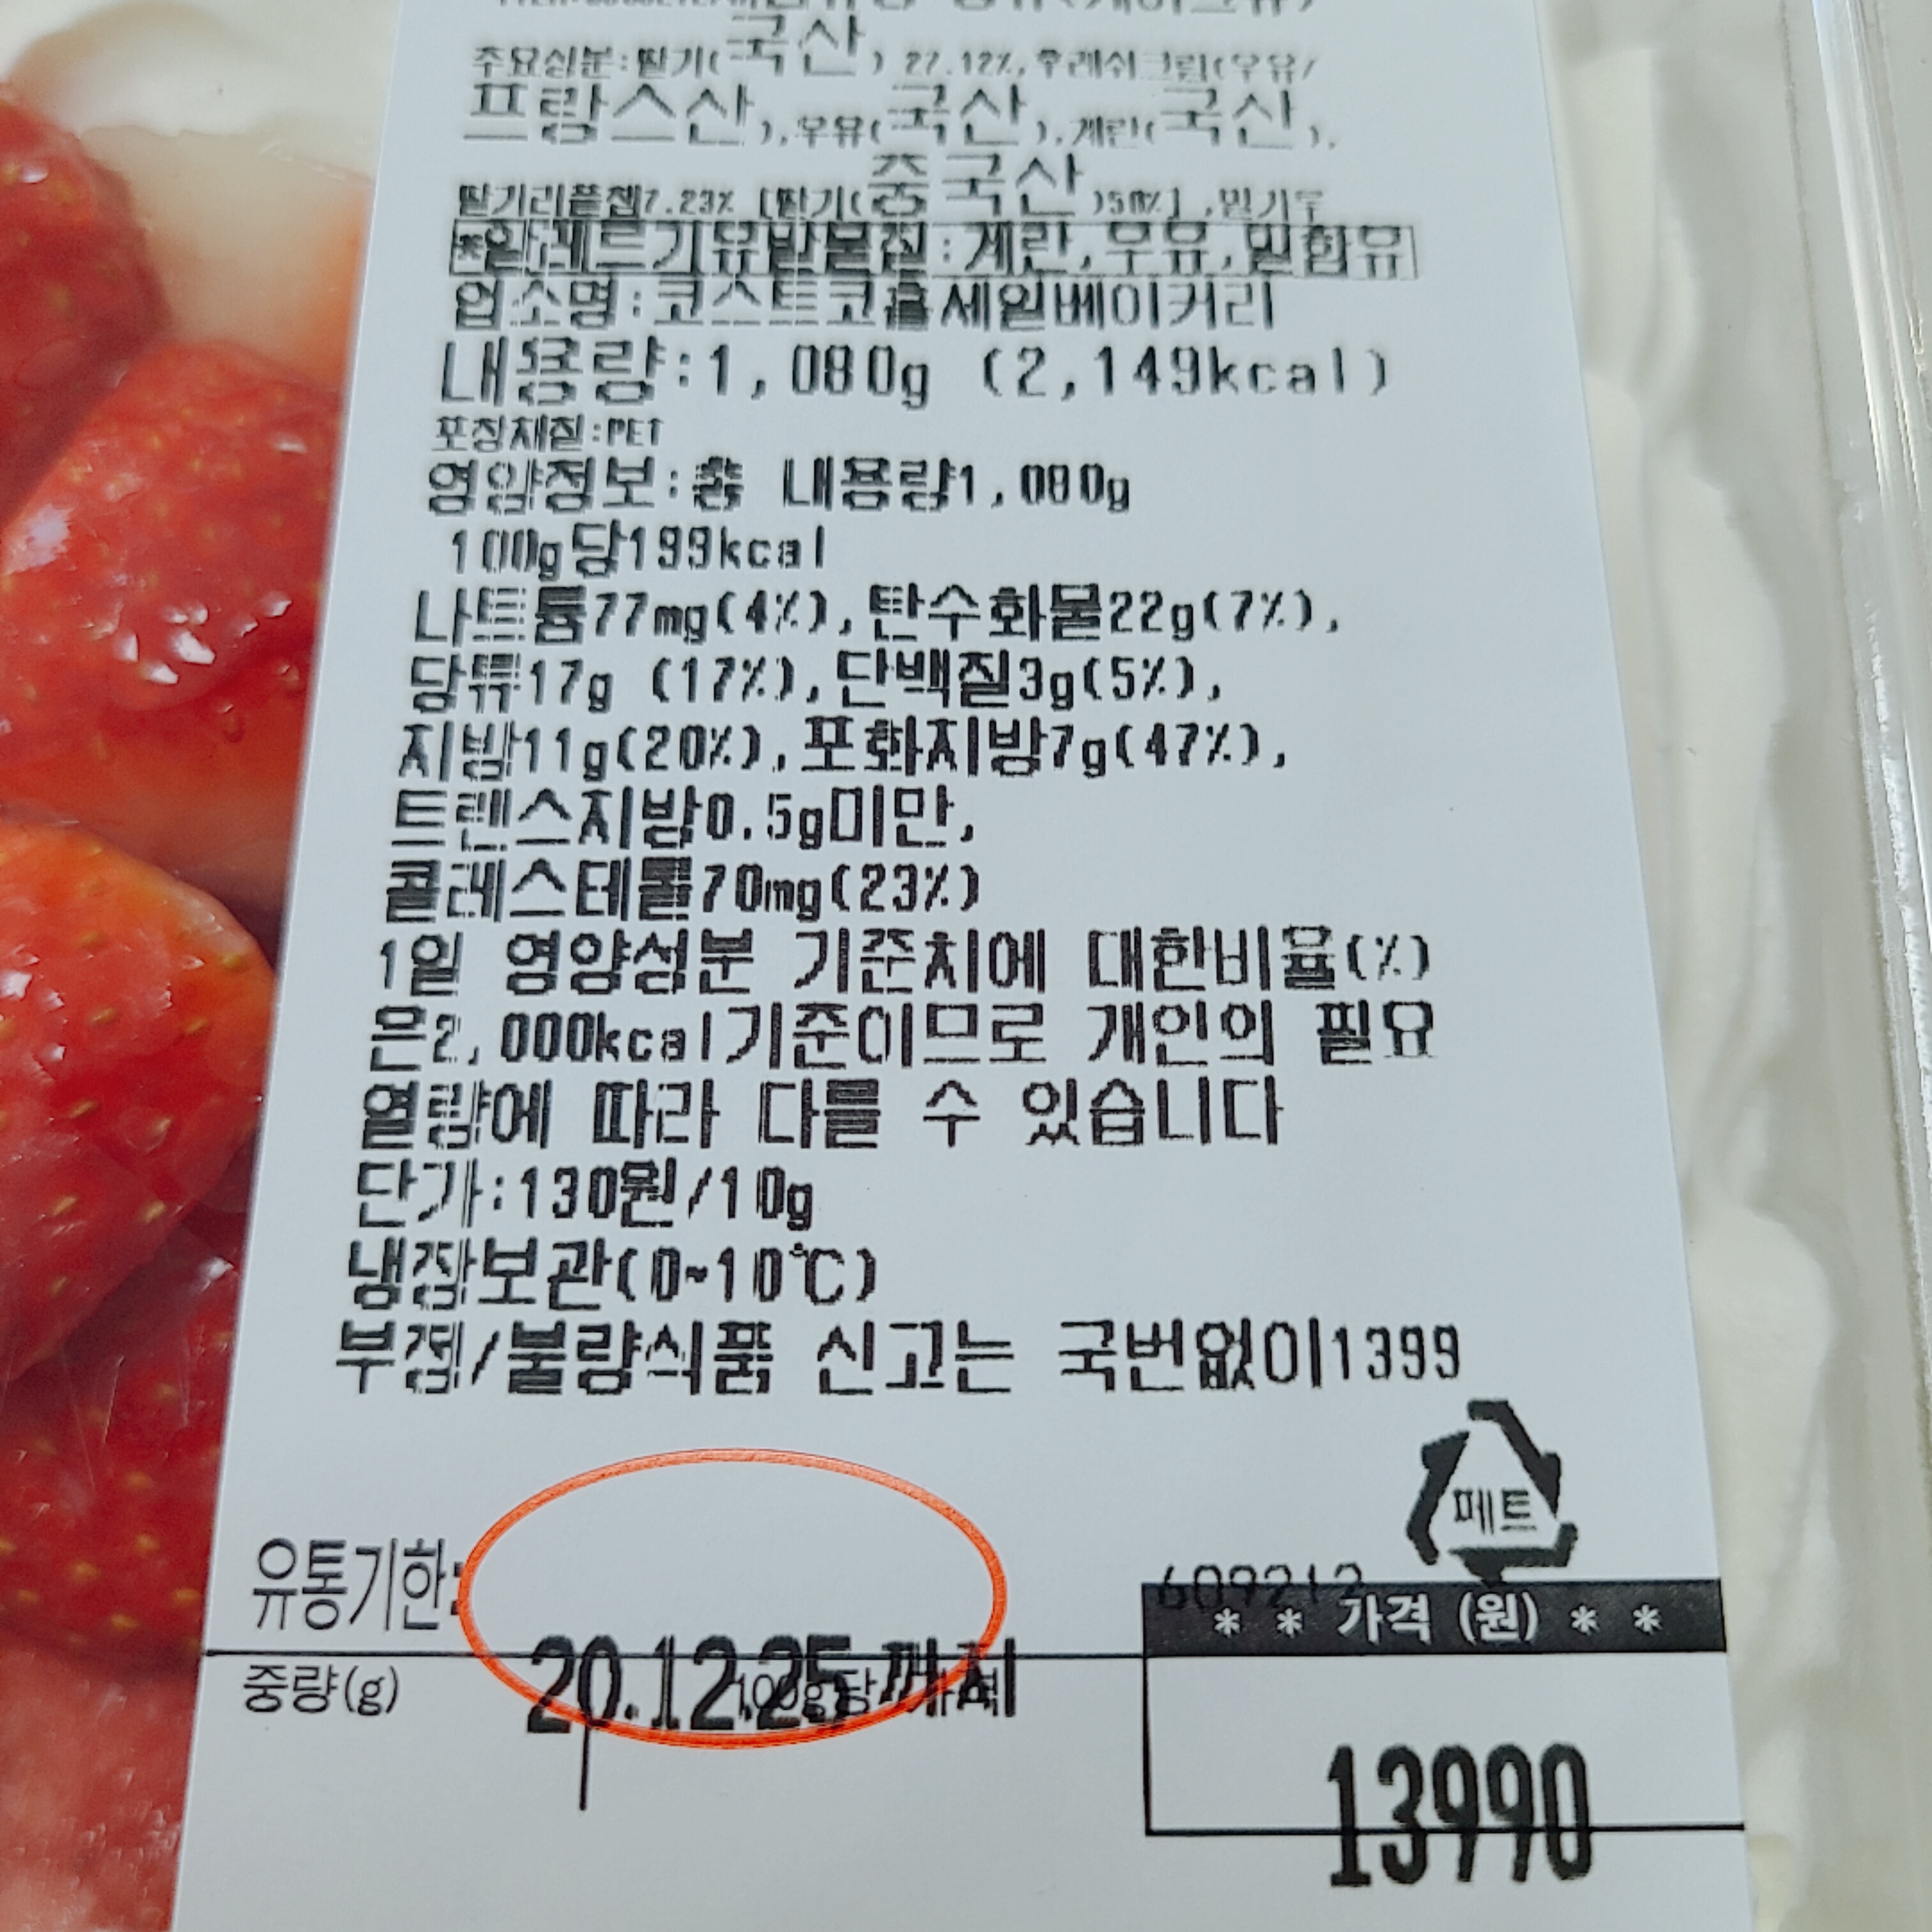 주요성분:딸기(국산) 27.12%,후레쉬크림(우유/
프랑스산),우유(국산),계란(국산),
딸기리플잼7.23% [딸기(중국산)50%],밀가루
*알레르기유발물질:계란,우유,밀함유
업소명:코스트코홀세일베이커리
내용량:1,080g (2,149kcal)
포장재질:PET
영양정보:총 내용량1,080g
100g당199kcal
나트륨77mg(4%),탄수화물22g(7%),
당류17g (17%),단백질3g(5%),
지방11g(20%),포화지방7g(47%),
트랜스지방0.5g미만,
콜레스테롤70mg(23%)
1일 영양성분 기준치에 대한비율(%)
은2,000kcal기준이므로 개인의 필요
열량에 따라 다를 수 있습니다
단가:130원/10g
냉장보관(0~10℃)
부정/불량식품 신고는 국번없이1399
페트
유통기한:
609212
* * 가격 (원) * *
중량(g)
20.12.25 까지
100g당 가격
13990